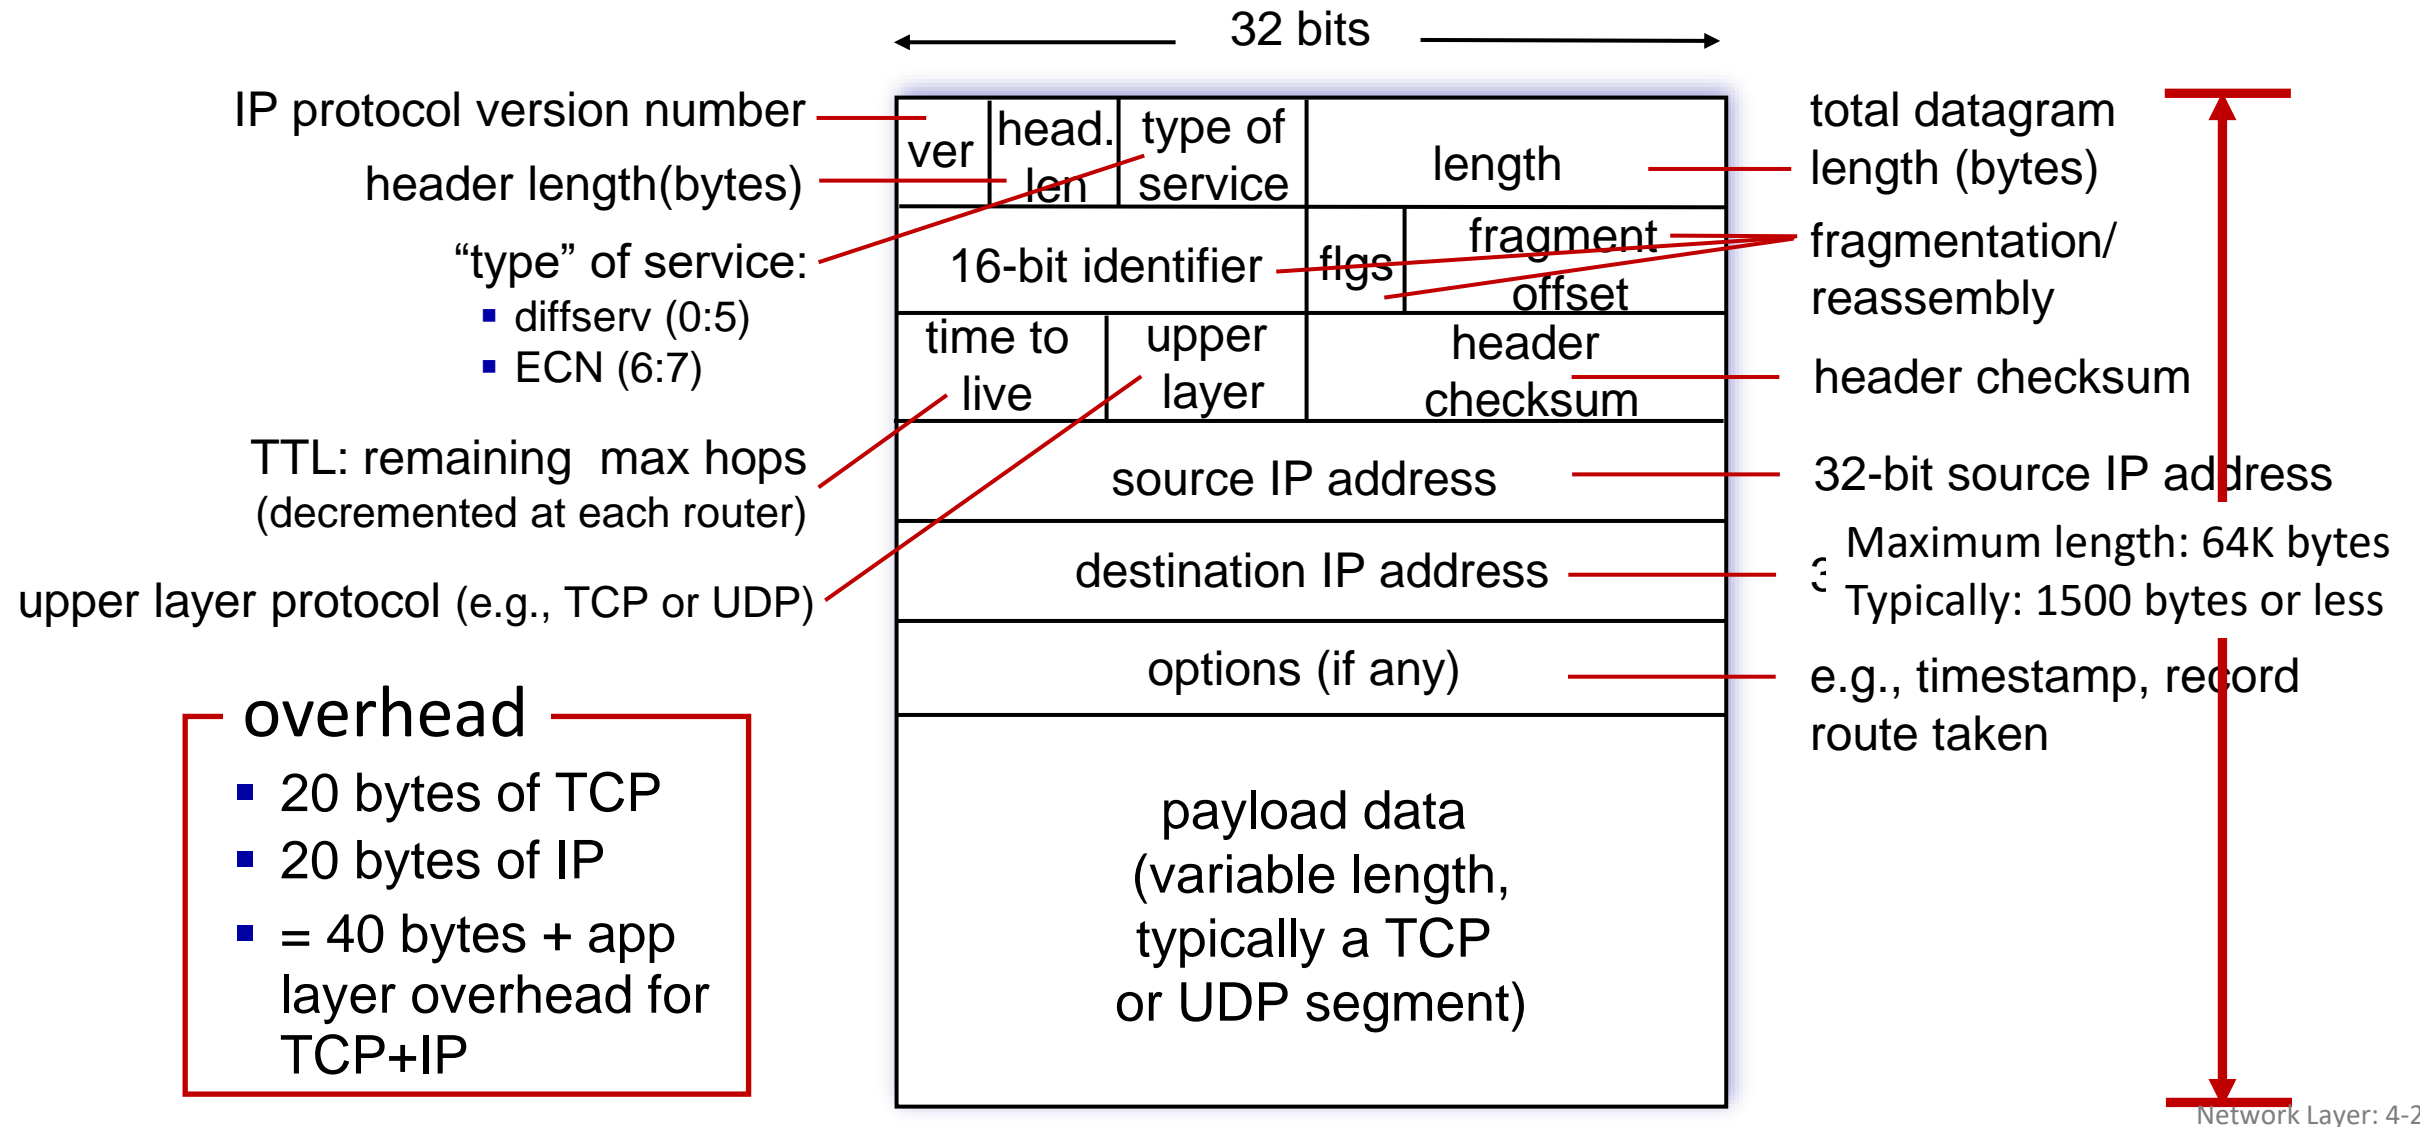 32 bits
IP protocol version number
header length(bytes)
“type” of service:
▪ diffserv (0:5)
▪ ECN (6:7)
TTL: remaining  max hops
(decremented at each router)
upper layer protocol (e.g., TCP or UDP)
overhead
▪ 20 bytes of TCP
▪ 20 bytes of IP
▪ = 40 bytes + app
layer overhead for
TCP+IP
ver
head.
len
type of
service
length
16-bit identifier
flgs
fragment
offset
time to
live
upper
layer
header
checksum
source IP address
destination IP address
options (if any)
payload data
(variable length,
typically a TCP
or UDP segment)
total datagram
length (bytes)
fragmentation/
reassembly
header checksum
32-bit source IP address
Maximum length: 64K bytes
Typically: 1500 bytes or less
e.g., timestamp, record
route taken
Network Layer: 4-2